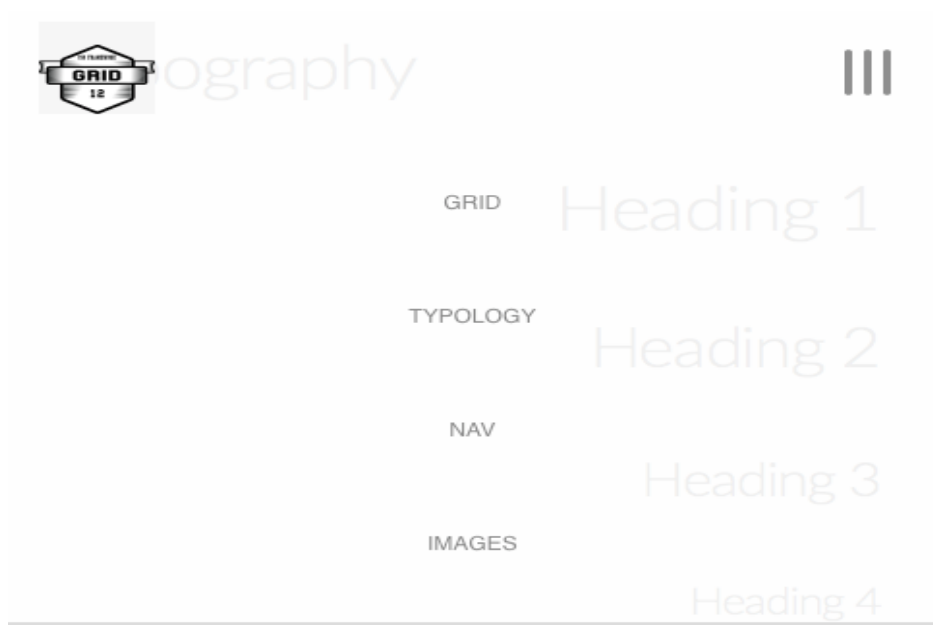 ography
GRID
12
GRID
Heading 1
TYPOLOGY
Heading 2
NAV
Heading 3
IMAGES
Heading 4